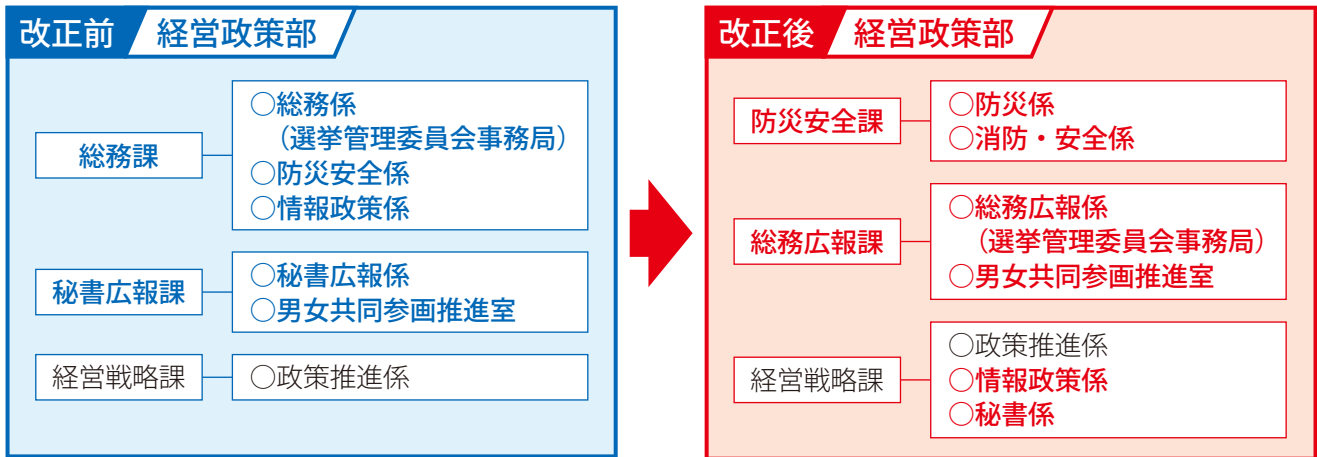 改正前 経営政策部
総務課
○総務係
(選挙管理委員会事務局)
○防災安全係
○情報政策係
秘書広報課
○秘書広報係
○男女共同参画推進室
経営戦略課
○政策推進係
改正後 経営政策部
防災安全課
○防災係
○消防・安全係
総務広報課
○総務広報係
(選挙管理委員会事務局)
○男女共同参画推進室
経営戦略課
○政策推進係
○情報政策係
○秘書係